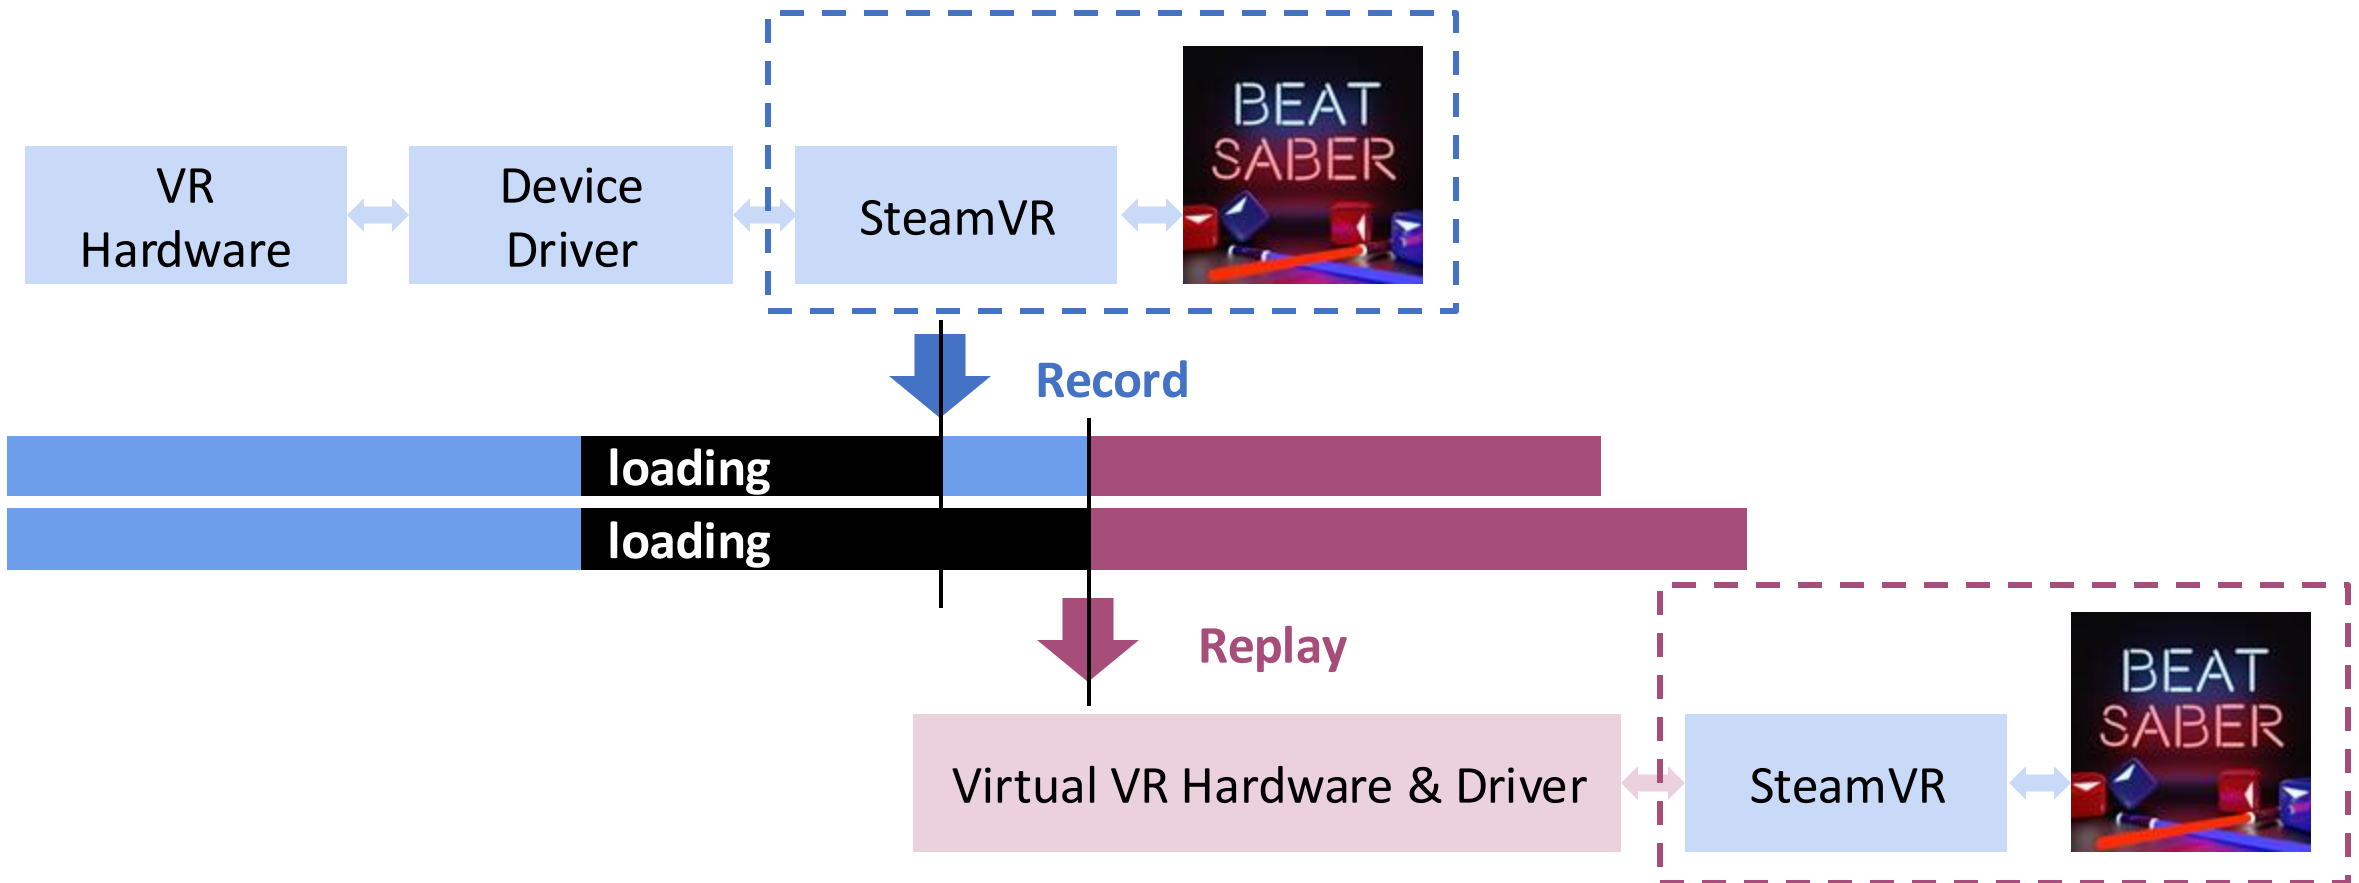 VR
Hardware
Device
Driver
SteamVR
BEAT
SABER
Record
loading
loading
Replay
Virtual VR Hardware & Driver
SteamVR
BEAT
SABER